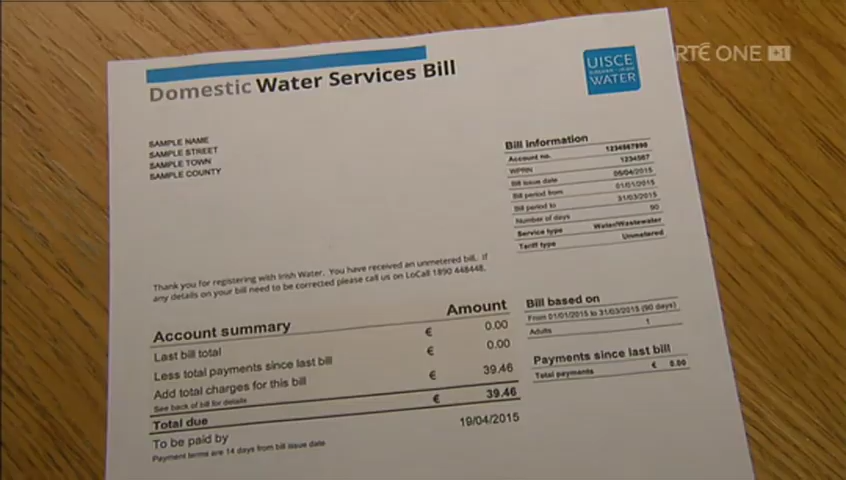 RTÉ ONE +1
Domestic Water Services Bill
UISCE
ÉIREANN : IRISH
WATER
SAMPLE NAME
SAMPLE STREET
SAMPLE TOWN
SAMPLE COUNTY
Bill information
Account no. 1234567890
WPRN 1234567
Bill issue date 05/04/2015
Bill period from 01/01/2015
Bill period to 31/03/2015
Number of days 90
Service type Water/Wastewater
Tariff type Unmetered
Thank you for registering with Irish Water. You have received an unmetered bill. If
any details on your bill need to be corrected please call us on LoCall 1890 448448.
Account summary Amount
Last bill total € 0.00
Less total payments since last bill € 0.00
Add total charges for this bill € 39.46
See back of bill for details
Total due € 39.46
To be paid by 19/04/2015
Payment terms are 14 days from bill issue date
Bill based on
From 01/01/2015 to 31/03/2015 (90 days)
Adults 1
Payments since last bill
Total payments € 0.00